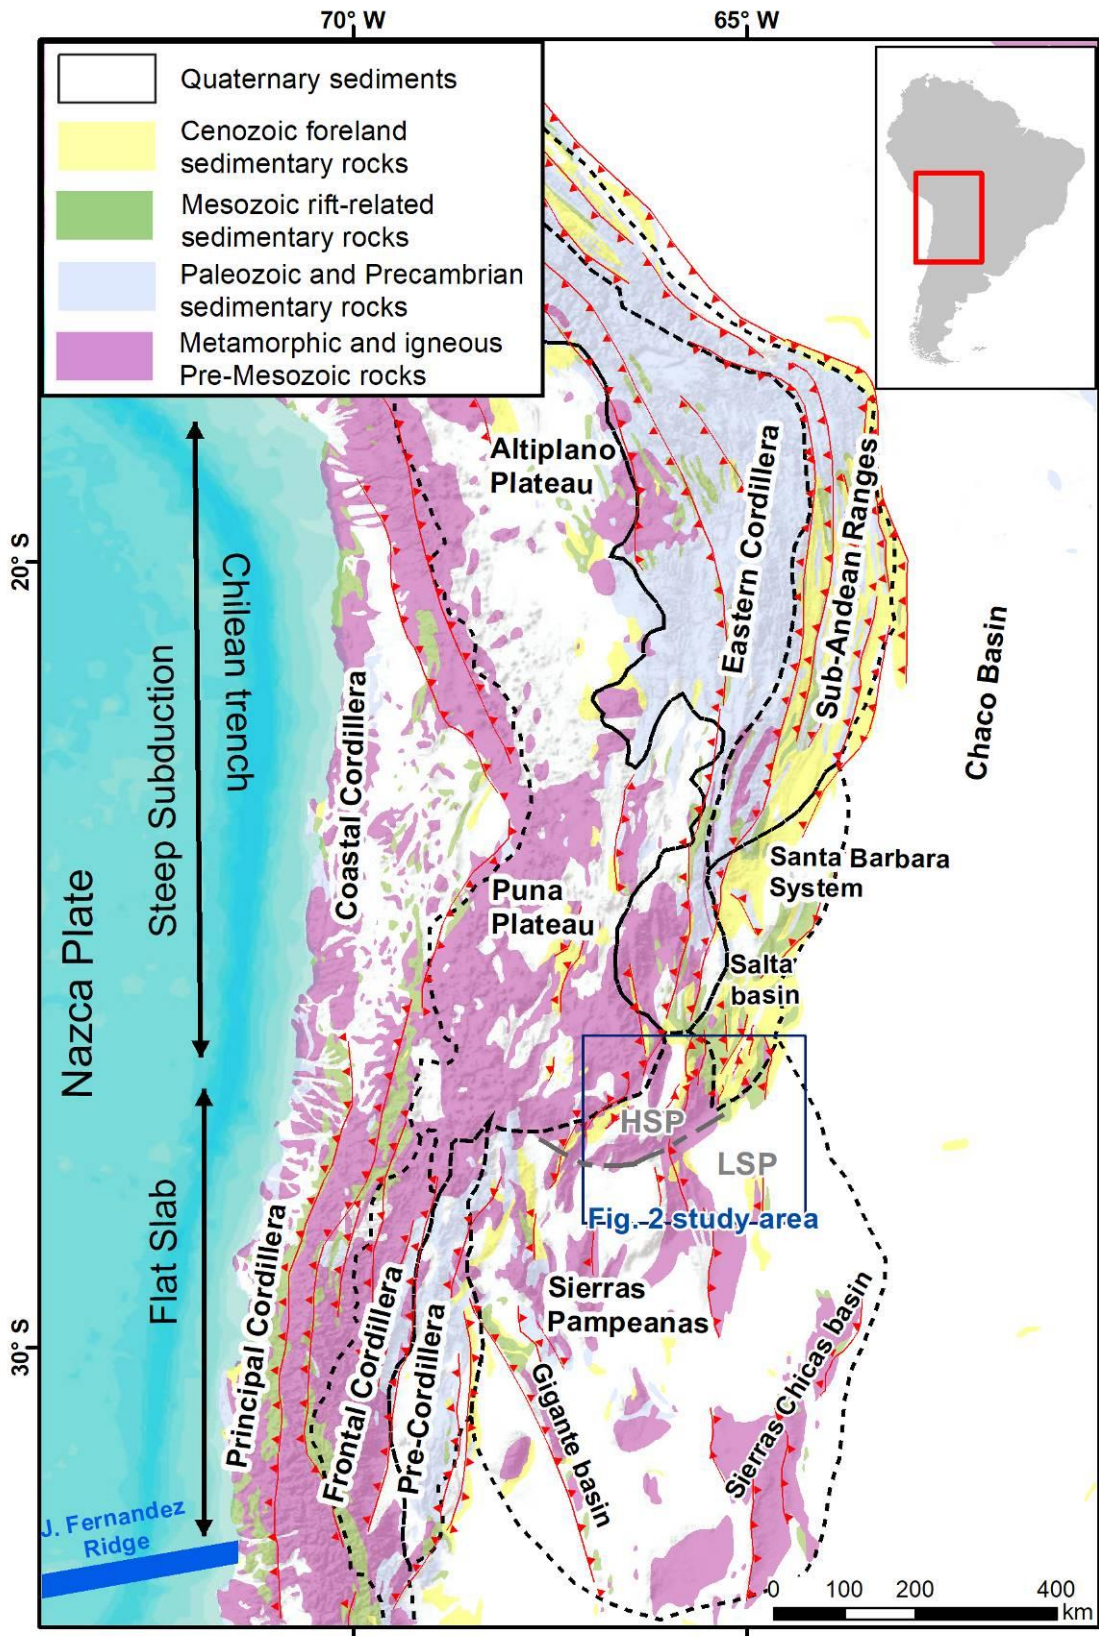 70° W
65° W
Quaternary sediments
Cenozoic foreland
sedimentary rocks
Mesozoic rift-related
sedimentary rocks
Paleozoic and Precambrian
sedimentary rocks
Metamorphic and igneous
Pre-Mesozoic rocks
Altiplano
Plateau
Eastern Cordillera
Sub-Andean Ranges
20° S
Chilean trench
Steep Subduction
Coastal Cordillera
Chaco Basin
Nazca Plate
Puna
Plateau
Santa Barbara
System
Salta
basin
HSP
LSP
Fig. 2 study area
Flat Slab
Principal Cordillera
Frontal Cordillera
Pre-Cordillera
Sierras
Pampeanas
Gigante basin
Sierras Chicas basin
30° S
J. Fernandez
Ridge
0 100 200 400
km